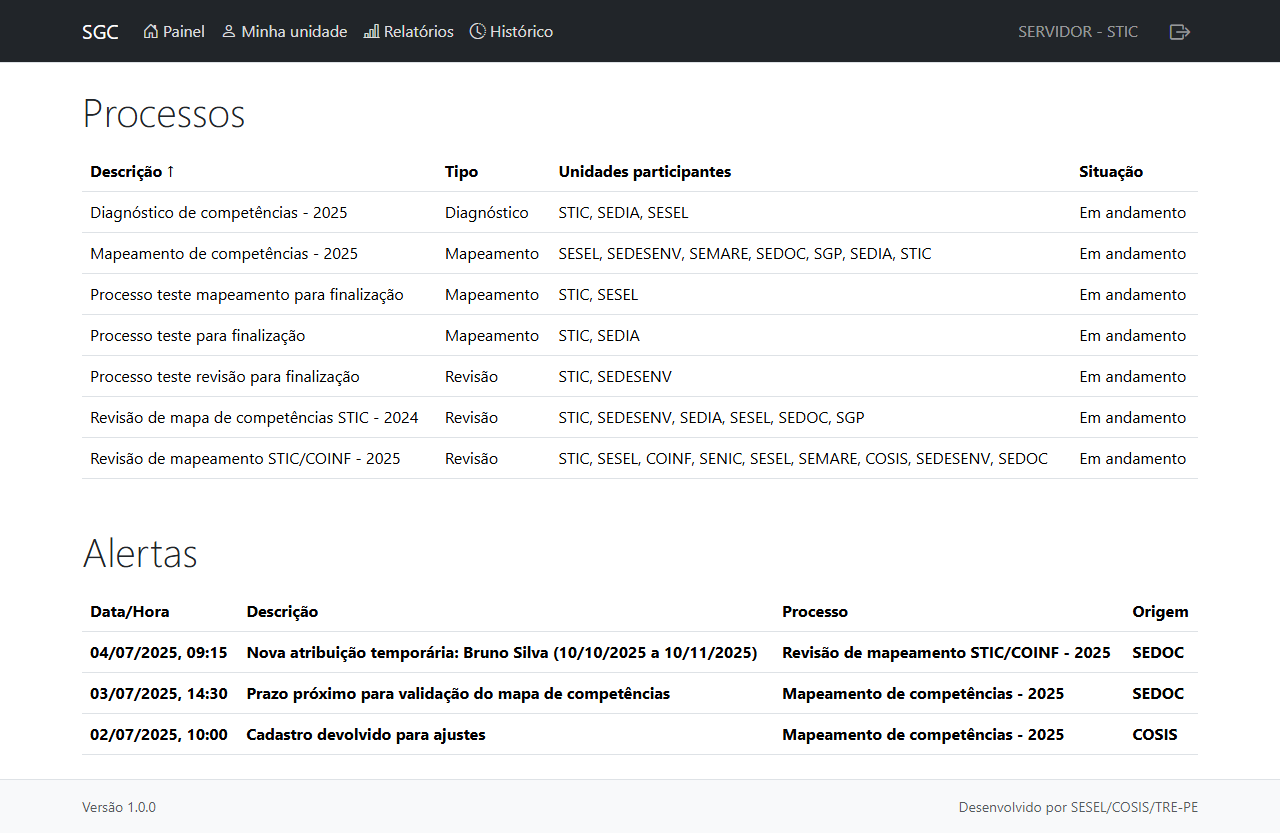 SGC Painel Minha unidade Relatórios Histórico SERVIDOR - STIC
Processos
Descrição ↑ Tipo Unidades participantes Situação
Diagnóstico de competências - 2025 Diagnóstico STIC, SEDIA, SESEL Em andamento
Mapeamento de competências - 2025 Mapeamento SESEL, SEDESENV, SEMARE, SEDOC, SGP, SEDIA, STIC Em andamento
Processo teste mapeamento para finalização Mapeamento STIC, SESEL Em andamento
Processo teste para finalização Mapeamento STIC, SEDIA Em andamento
Processo teste revisão para finalização Revisão STIC, SEDESENV Em andamento
Revisão de mapa de competências STIC - 2024 Revisão STIC, SEDESENV, SEDIA, SESEL, SEDOC, SGP Em andamento
Revisão de mapeamento STIC/COINF - 2025 Revisão STIC, SESEL, COINF, SENIC, SESEL, SEMARE, COSIS, SEDESENV, SEDOC Em andamento
Alertas
Data/Hora Descrição Processo Origem
04/07/2025, 09:15 Nova atribuição temporária: Bruno Silva (10/10/2025 a 10/11/2025) Revisão de mapeamento STIC/COINF - 2025 SEDOC
03/07/2025, 14:30 Prazo próximo para validação do mapa de competências Mapeamento de competências - 2025 SEDOC
02/07/2025, 10:00 Cadastro devolvido para ajustes Mapeamento de competências - 2025 COSIS
Versão 1.0.0 Desenvolvido por SESEL/COSIS/TRE-PE